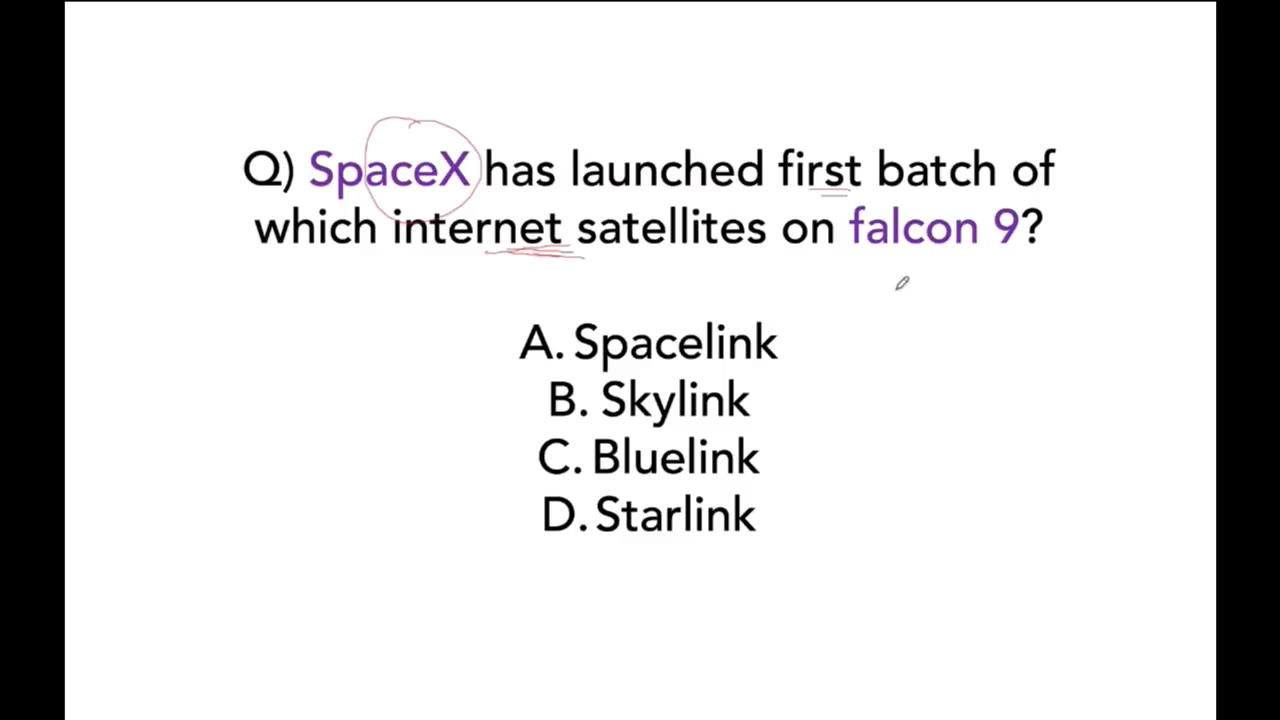 Q) SpaceX has launched first batch of
which internet satellites on falcon 9?
A. Spacelink
B. Skylink
C. Bluelink
D. Starlink